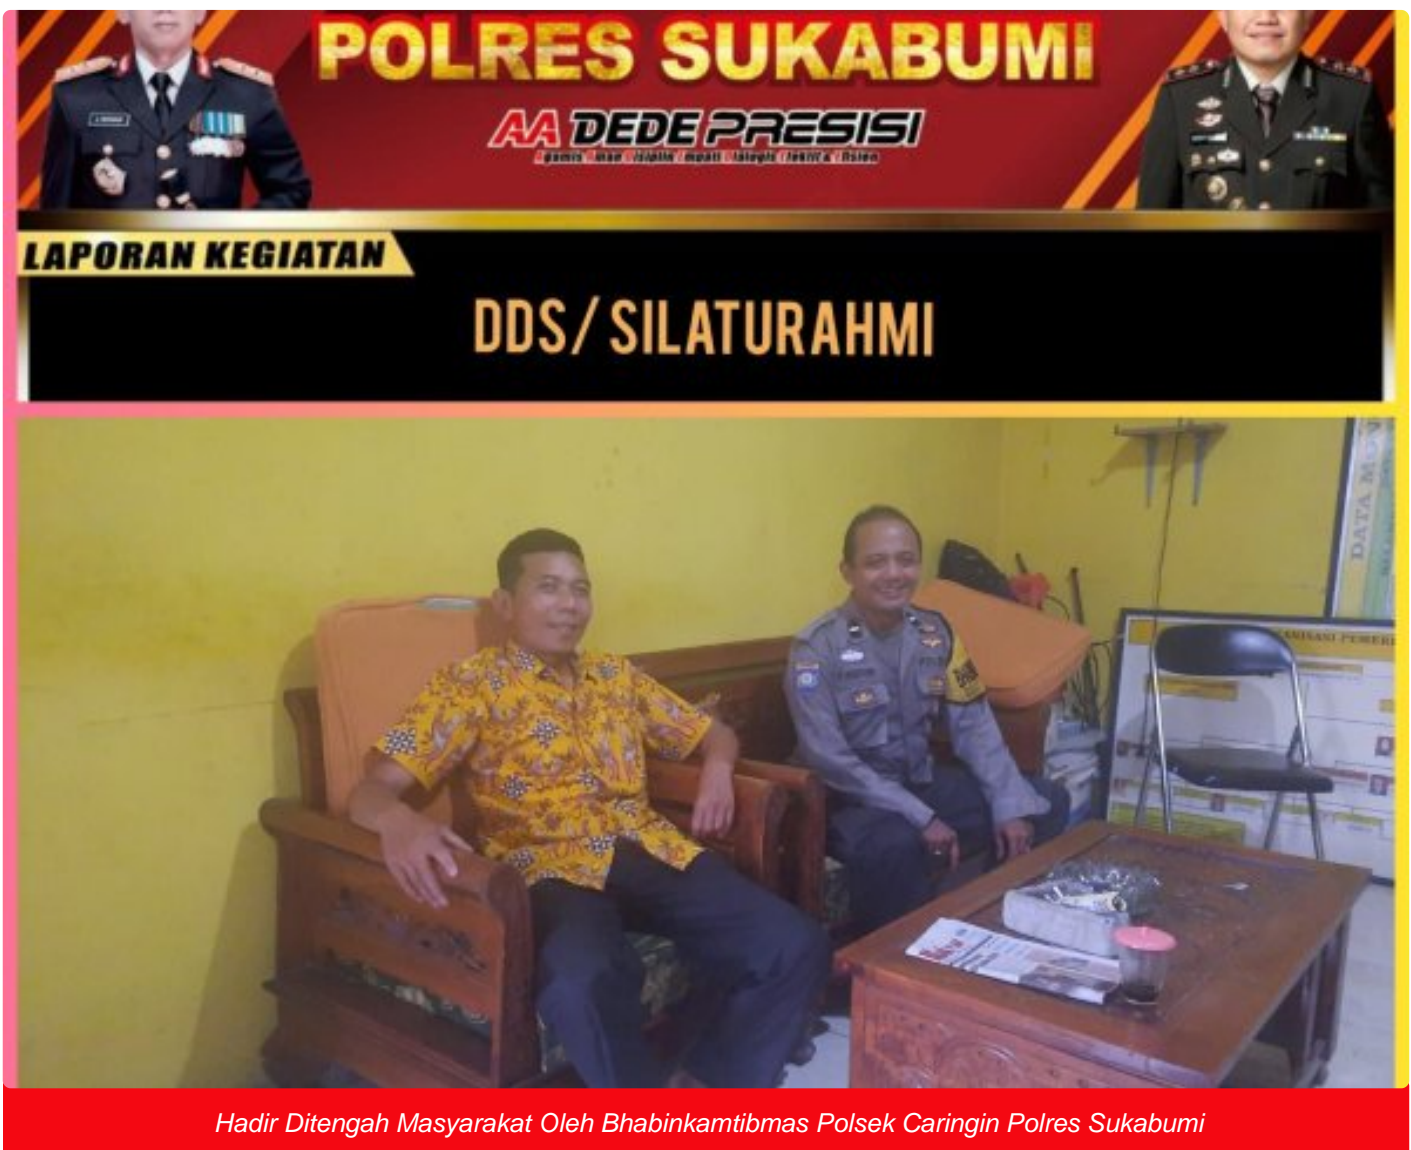 POLRES SUKABUMI
AA DEDE PRESISI
LAPORAN KEGIATAN
DDS/ SILATURAHMI
DATA MON
Hadir Ditengah Masyarakat Oleh Bhabinkamtibmas Polsek Caringin Polres Sukabumi